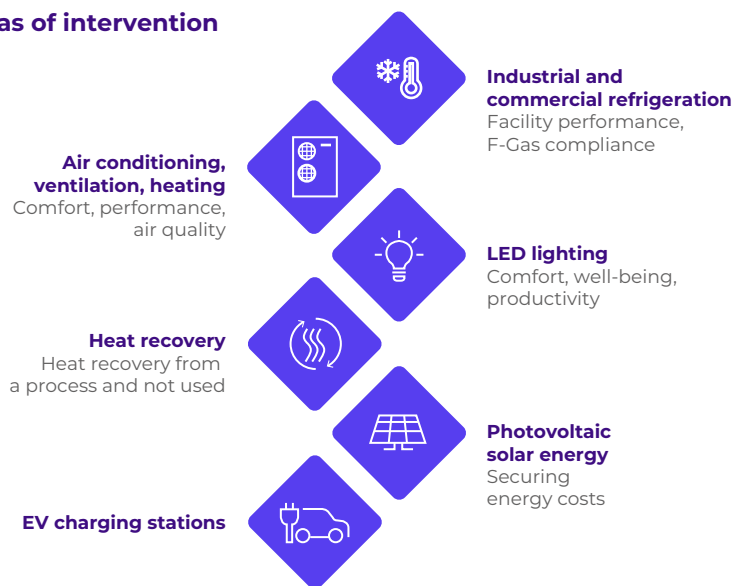 as of intervention
Industrial and
commercial refrigeration
Facility performance,
F-Gas compliance
Air conditioning,
ventilation, heating
Comfort, performance,
air quality
LED lighting
Comfort, well-being,
productivity
Heat recovery
Heat recovery from
a process and not used
Photovoltaic
solar energy
Securing
energy costs
EV charging stations